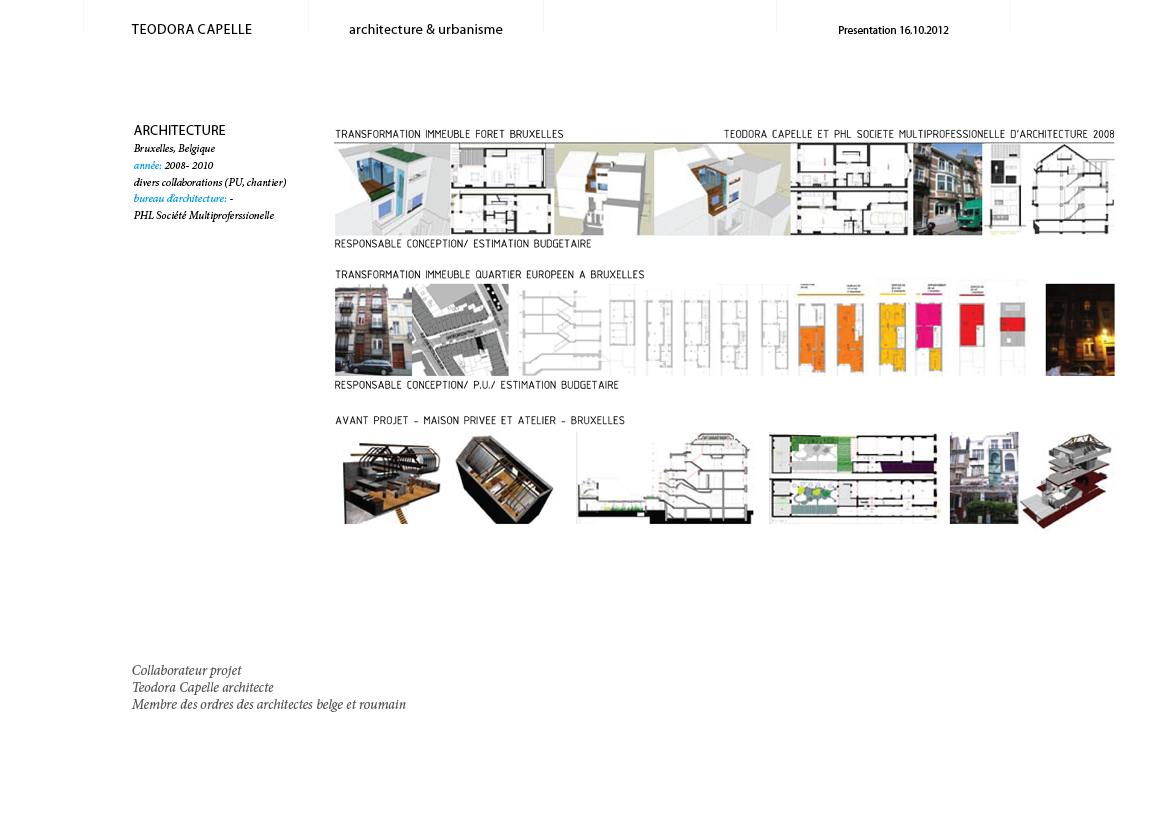 TEODORA CAPELLE
architecture & urbanisme
Presentation 16.10.2012
ARCHITECTURE
Bruxelles, Belgique
année: 2008- 2010
divers collaborations (PU, chantier)
bureau d'architecture: -
PHL Société Multiproferssionelle
TRANSFORMATION IMMEUBLE FORET BRUXELLES
TEODORA CAPELLE ET PHL SOCIETE MULTIPROFESSIONELLE D'ARCHITECTURE 2008
RESPONSABLE CONCEPTION/ ESTIMATION BUDGETAIRE
TRANSFORMATION IMMEUBLE QUARTIER EUROPEEN A BRUXELLES
RESPONSABLE CONCEPTION/ P.U./ ESTIMATION BUDGETAIRE
AVANT PROJET - MAISON PRIVEE ET ATELIER - BRUXELLES
Collaborateur projet
Teodora Capelle architecte
Membre des ordres des architectes belge et roumain